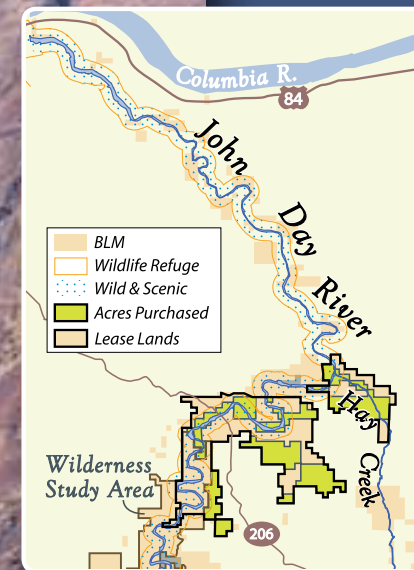 Columbia R.
84
John
Day
River
BLM
Wildlife Refuge
Wild & Scenic
Acres Purchased
Lease Lands
Hay
Creek
Wilderness
Study Area
206